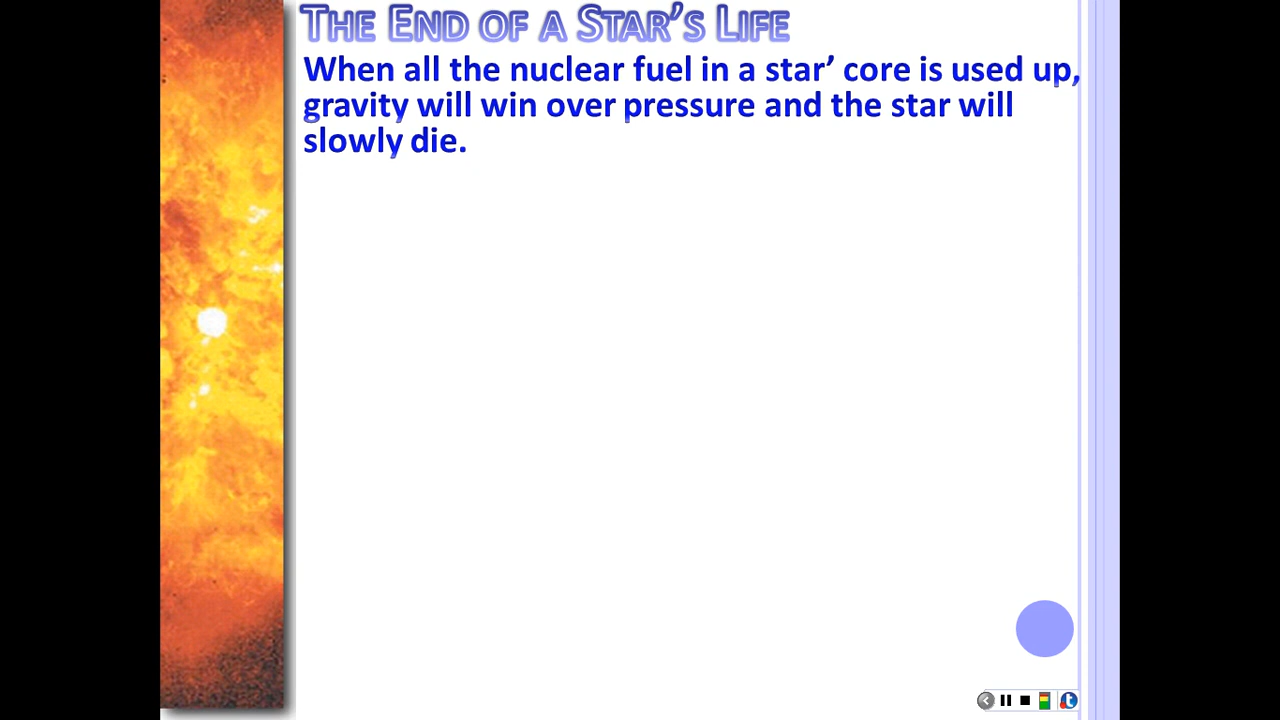 The End of a Star’s Life
When all the nuclear fuel in a star’ core is used up,
gravity will win over pressure and the star will
slowly die.